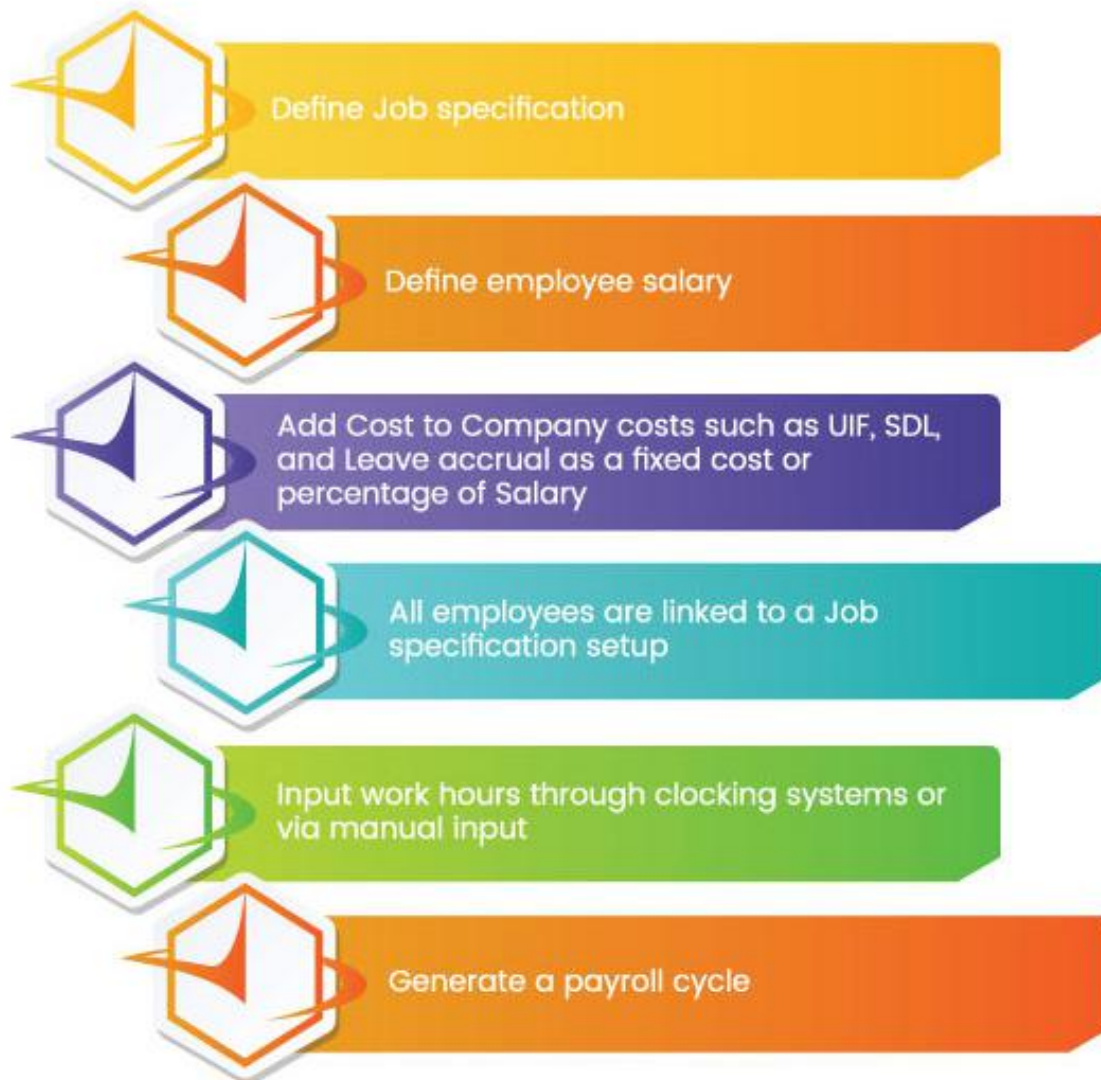 Define Job specification
Define employee salary
Add Cost to Company costs such as UIF, SDL,
and Leave accrual as a fixed cost or
percentage of Salary
All employees are linked to a Job
specification setup
Input work hours through clocking systems or
via manual input
Generate a payroll cycle